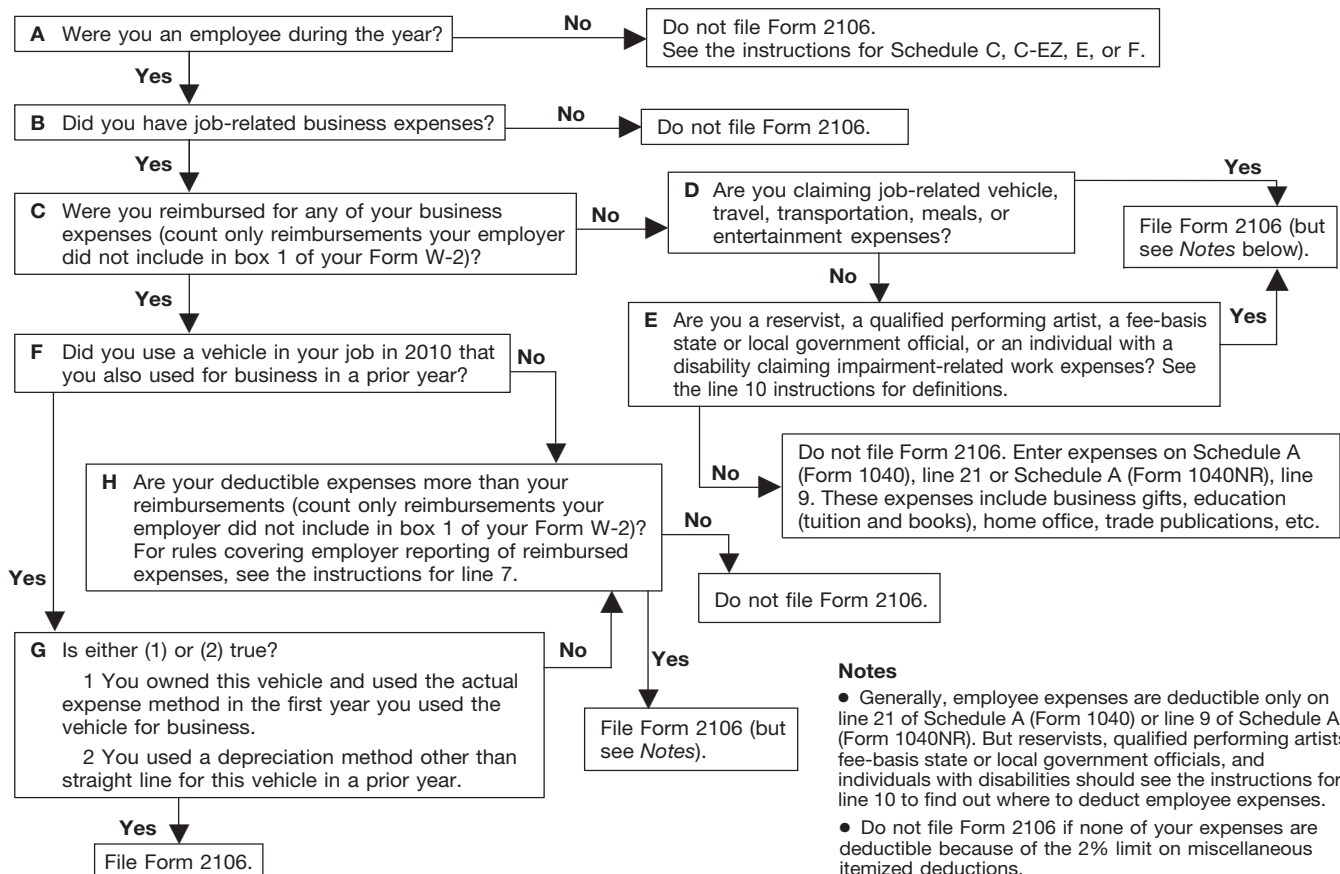 A Were you an employee during the year?
No
Do not file Form 2106.
See the instructions for Schedule C, C-EZ, E, or F.
Yes
B Did you have job-related business expenses?
No
Do not file Form 2106.
Yes
C Were you reimbursed for any of your business
expenses (count only reimbursements your employer
did not include in box 1 of your Form W-2)?
No
D Are you claiming job-related vehicle,
travel, transportation, meals, or
entertainment expenses?
Yes
File Form 2106 (but
see Notes below).
No
Yes
E Are you a reservist, a qualified performing artist, a fee-basis
state or local government official, or an individual with a
disability claiming impairment-related work expenses? See
the line 10 instructions for definitions.
Yes
F Did you use a vehicle in your job in 2010 that
you also used for business in a prior year?
No
No
Do not file Form 2106. Enter expenses on Schedule A
(Form 1040), line 21 or Schedule A (Form 1040NR), line
9. These expenses include business gifts, education
(tuition and books), home office, trade publications, etc.
H Are your deductible expenses more than your
reimbursements (count only reimbursements your
employer did not include in box 1 of your Form W-2)?
For rules covering employer reporting of reimbursed
expenses, see the instructions for line 7.
No
Do not file Form 2106.
Yes
G Is either (1) or (2) true?
1 You owned this vehicle and used the actual
expense method in the first year you used the
vehicle for business.
2 You used a depreciation method other than
straight line for this vehicle in a prior year.
No
Yes
File Form 2106 (but
see Notes).
Yes
File Form 2106.
Notes
● Generally, employee expenses are deductible only on
line 21 of Schedule A (Form 1040) or line 9 of Schedule A
(Form 1040NR). But reservists, qualified performing artists
fee-basis state or local government officials, and
individuals with disabilities should see the instructions for
line 10 to find out where to deduct employee expenses.
● Do not file Form 2106 if none of your expenses are
deductible because of the 2% limit on miscellaneous
itemized deductions.